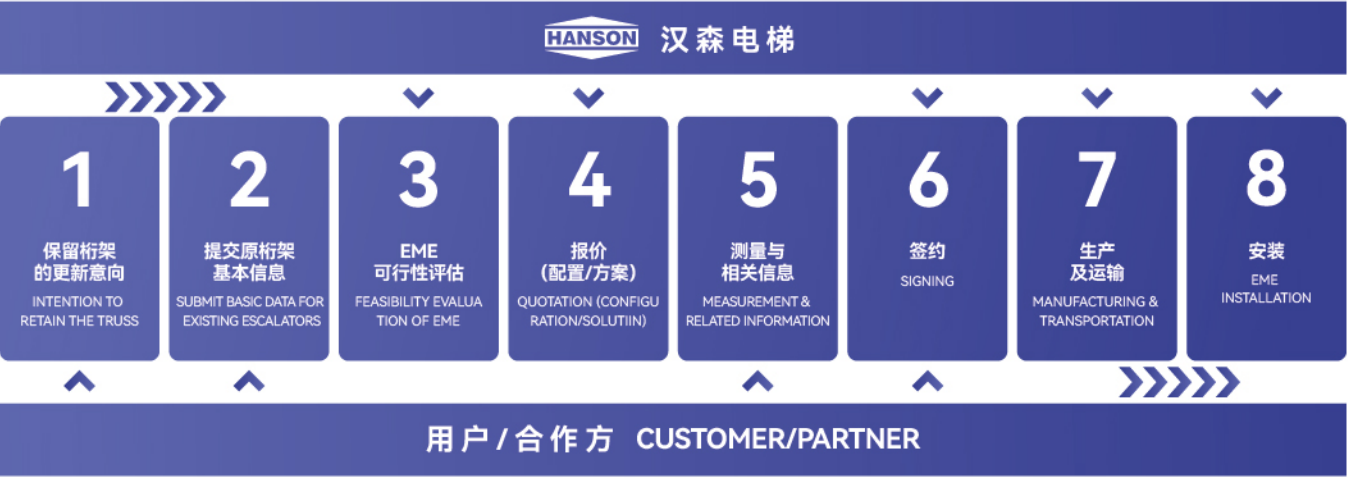 HANSON 汉森电梯
1
保留桁架
的更新意向
INTENTION TO
RETAIN THE TRUSS
2
提交原桁架
基本信息
SUBMIT BASIC DATA FOR
EXISTING ESCALATORS
3
EME
可行性评估
FEASIBILITY EVALUA
TION OF EME
4
报价
（配置/方案）
QUOTATION (CONFIGU
RATION/SOLUTIIN)
5
测量与
相关信息
MEASUREMENT &
RELATED INFORMATION
6
签约
SIGNING
7
生产
及运输
MANUFACTURING &
TRANSPORTATION
8
安装
EME
INSTALLATION
用户/合作方 CUSTOMER/PARTNER